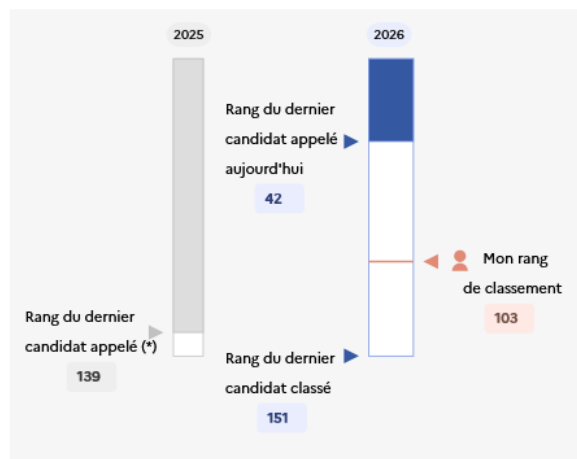 2025
2026
Rang du dernier
candidat appelé
aujourd'hui
42
Mon rang
de classement
103
Rang du dernier
candidat appelé (*)
139
Rang du dernier
candidat classé
151